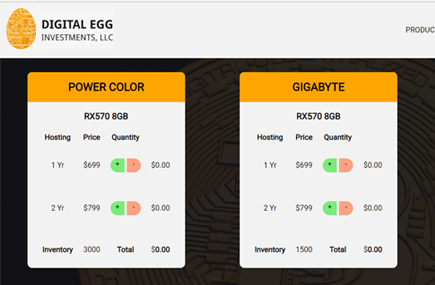 DIGITAL EGG
INVESTMENTS, LLC
PRODUC
POWER COLOR
RX570 8GB
Hosting Price Quantity
1 Yr $699 + - $0.00
2 Yr $799 + - $0.00
Inventory 3000 Total $0.00
GIGABYTE
RX570 8GB
Hosting Price Quantity
1 Yr $699 + - $0.00
2 Yr $799 + - $0.00
Inventory 1500 Total $0.00